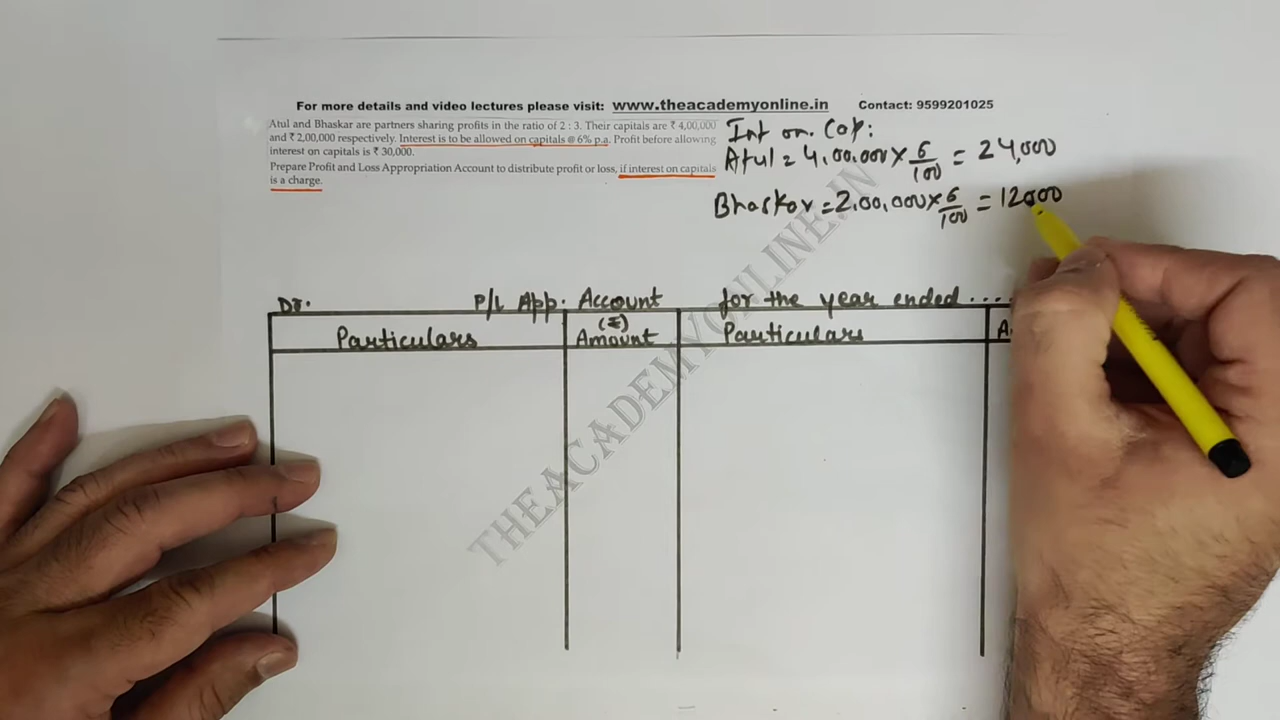 For more details and video lectures please visit: www.theacademyonline.in Contact: 9599201025
Atul and Bhaskar are partners sharing profits in the ratio of 2 : 3. Their capitals are ₹ 4,00,000
and ₹ 2,00,000 respectively. Interest is to be allowed on capitals @ 6% p.a. Profit before allowing
interest on capitals is ₹ 30,000.
Prepare Profit and Loss Appropriation Account to distribute profit or loss, if interest on capitals
is a charge.
Int on. Cap:
Atul = 4,00,000 × 6/100 = 24,000
Bhaskar = 2,00,000 × 6/100 = 12000
Dr. P/L App. Account for the year ended ....
Particulars (₹) Amount Particulars
THEACADEMYONLINE.IN